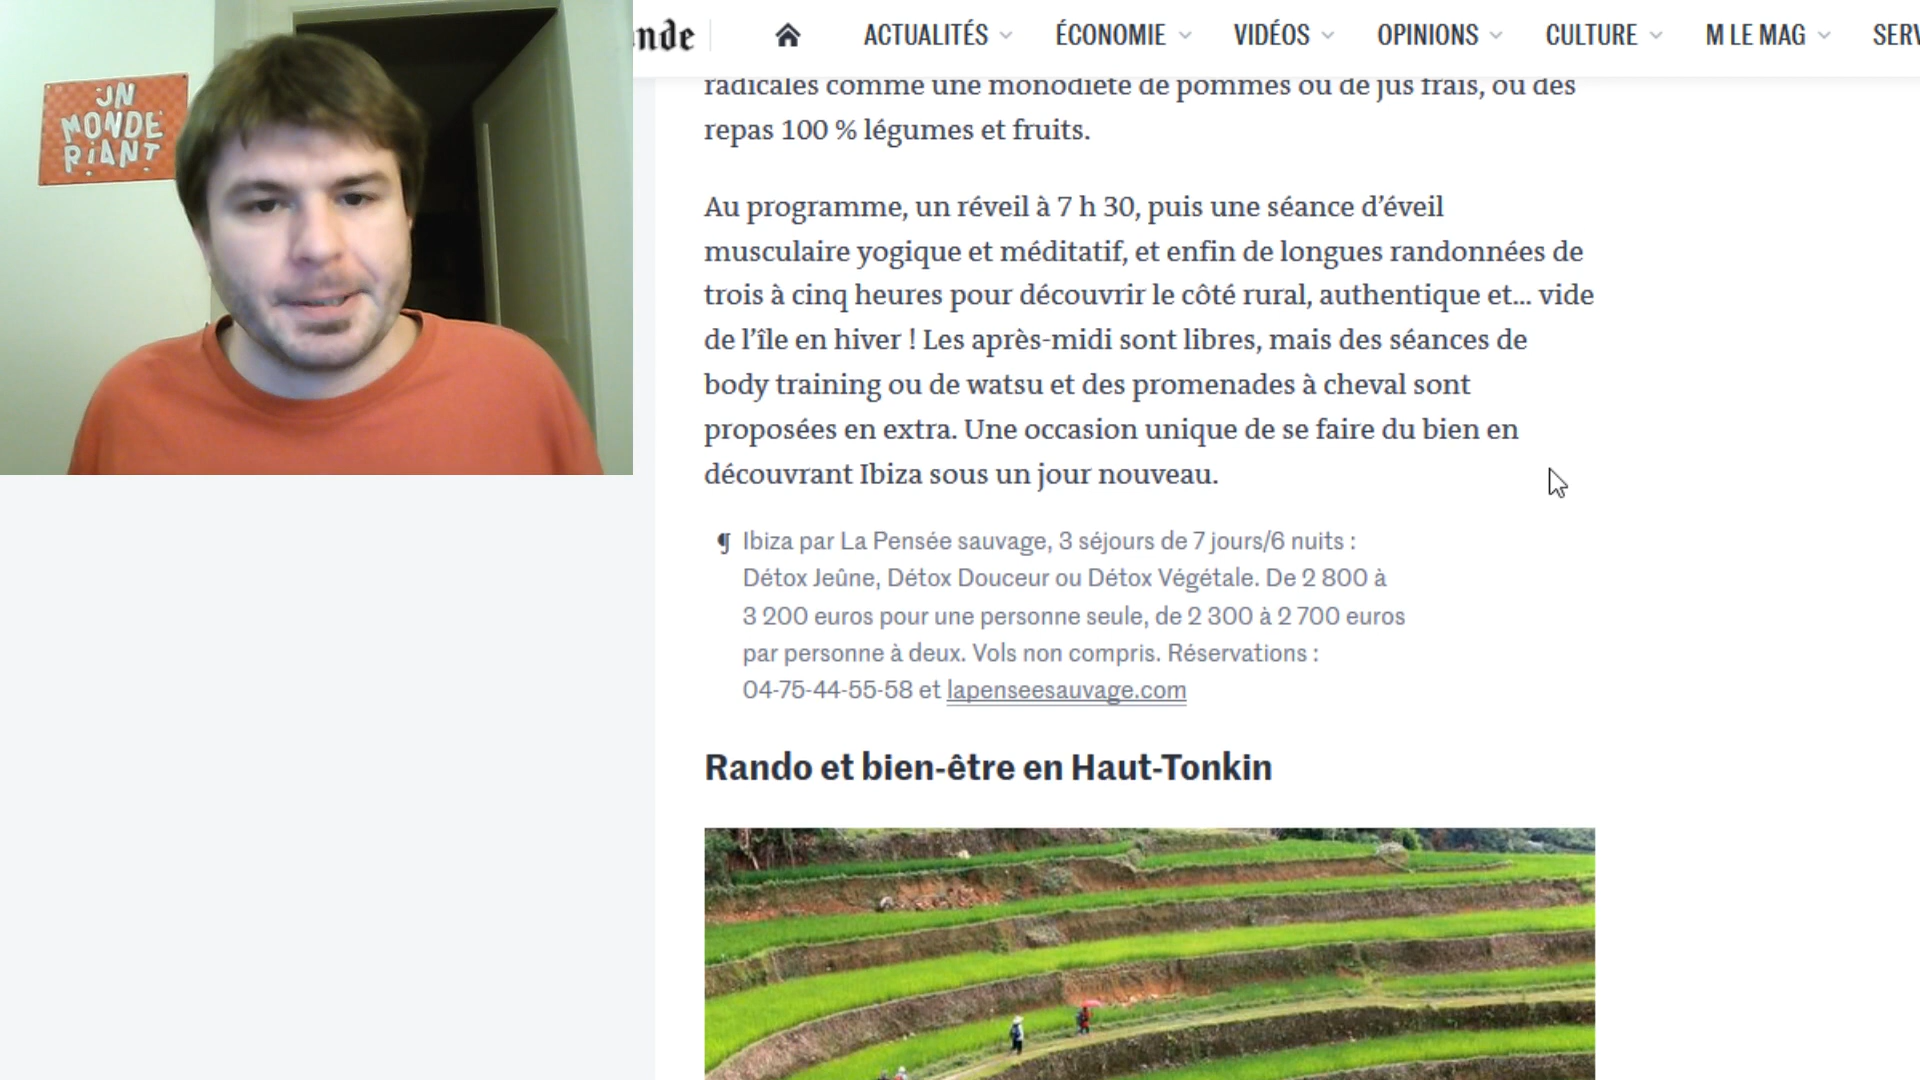 UN
MONDE
RiANT
nde
ACTUALITÉS
ÉCONOMIE
VIDÉOS
OPINIONS
CULTURE
M LE MAG
SERV
radicales comme une monodiète de pommes ou de jus frais, ou des
repas 100 % légumes et fruits.
Au programme, un réveil à 7 h 30, puis une séance d’éveil
musculaire yogique et méditatif, et enfin de longues randonnées de
trois à cinq heures pour découvrir le côté rural, authentique et… vide
de l’île en hiver ! Les après-midi sont libres, mais des séances de
body training ou de watsu et des promenades à cheval sont
proposées en extra. Une occasion unique de se faire du bien en
découvrant Ibiza sous un jour nouveau.
¶ Ibiza par La Pensée sauvage, 3 séjours de 7 jours/6 nuits :
Détox Jeûne, Détox Douceur ou Détox Végétale. De 2 800 à
3 200 euros pour une personne seule, de 2 300 à 2 700 euros
par personne à deux. Vols non compris. Réservations :
04-75-44-55-58 et lapenseesauvage.com
Rando et bien-être en Haut-Tonkin